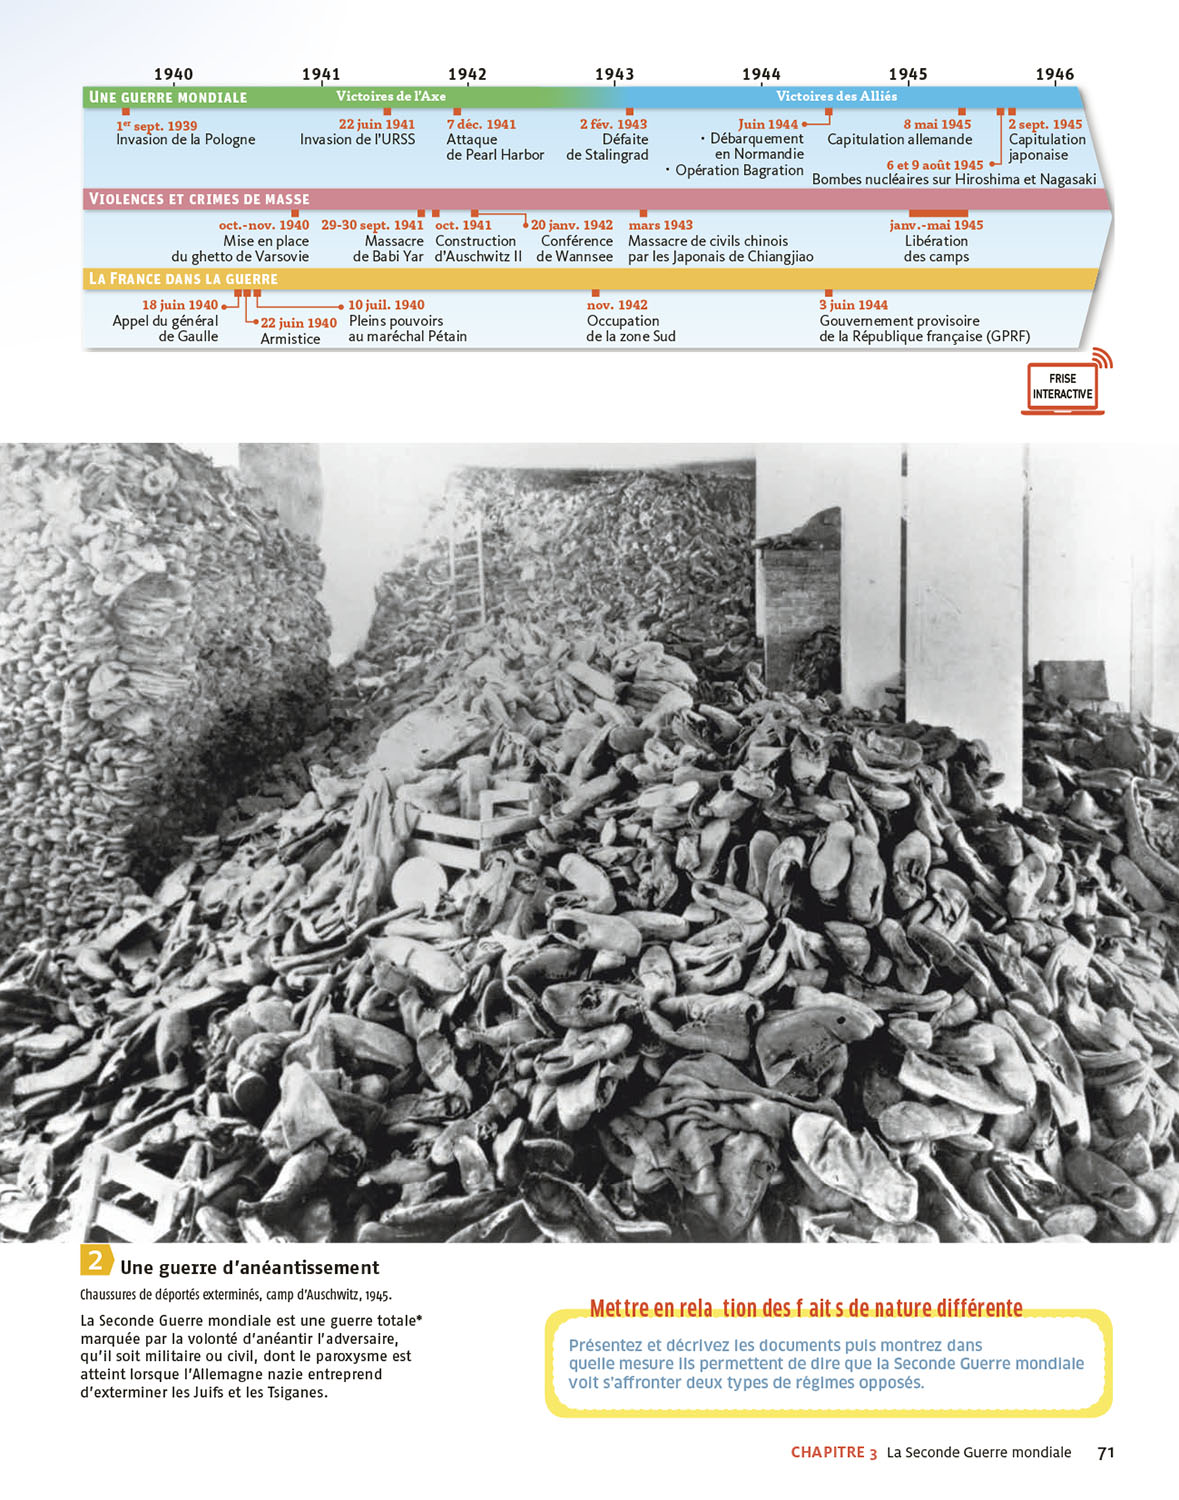 1940 1941 1942 1943 1944 1945 1946
UNE GUERRE MONDIALE Victoires de l'Axe Victoires des Alliés
1er sept. 1939
Invasion de la Pologne
22 juin 1941
Invasion de l'URSS
7 déc. 1941
Attaque
de Pearl Harbor
2 fév. 1943
Défaite
de Stalingrad
Juin 1944
• Débarquement
en Normandie
• Opération Bagration
8 mai 1945
Capitulation allemande
6 et 9 août 1945
Bombes nucléaires sur Hiroshima et Nagasaki
2 sept. 1945
Capitulation
japonaise
VIOLENCES ET CRIMES DE MASSE
oct.-nov. 1940
Mise en place
du ghetto de Varsovie
29-30 sept. 1941
Massacre
de Babi Yar
oct. 1941
Construction
d'Auschwitz II
20 janv. 1942
Conférence
de Wannsee
mars 1943
Massacre de civils chinois
par les Japonais de Chiangjiao
janv.-mai 1945
Libération
des camps
LA FRANCE DANS LA GUERRE
18 juin 1940
Appel du général
de Gaulle
22 juin 1940
Armistice
10 juil. 1940
Pleins pouvoirs
au maréchal Pétain
nov. 1942
Occupation
de la zone Sud
3 juin 1944
Gouvernement provisoire
de la République française (GPRF)
FRISE
INTERACTIVE
2 Une guerre d'anéantissement
Chaussures de déportés exterminés, camp d'Auschwitz, 1945.
La Seconde Guerre mondiale est une guerre totale*
marquée par la volonté d'anéantir l'adversaire,
qu'il soit militaire ou civil, dont le paroxysme est
atteint lorsque l'Allemagne nazie entreprend
d'exterminer les Juifs et les Tsiganes.
Mettre en rela tion des f aits de nature différente
Présentez et décrivez les documents puis montrez dans
quelle mesure ils permettent de dire que la Seconde Guerre mondiale
voit s'affronter deux types de régimes opposés.
CHAPITRE 3 La Seconde Guerre mondiale 71